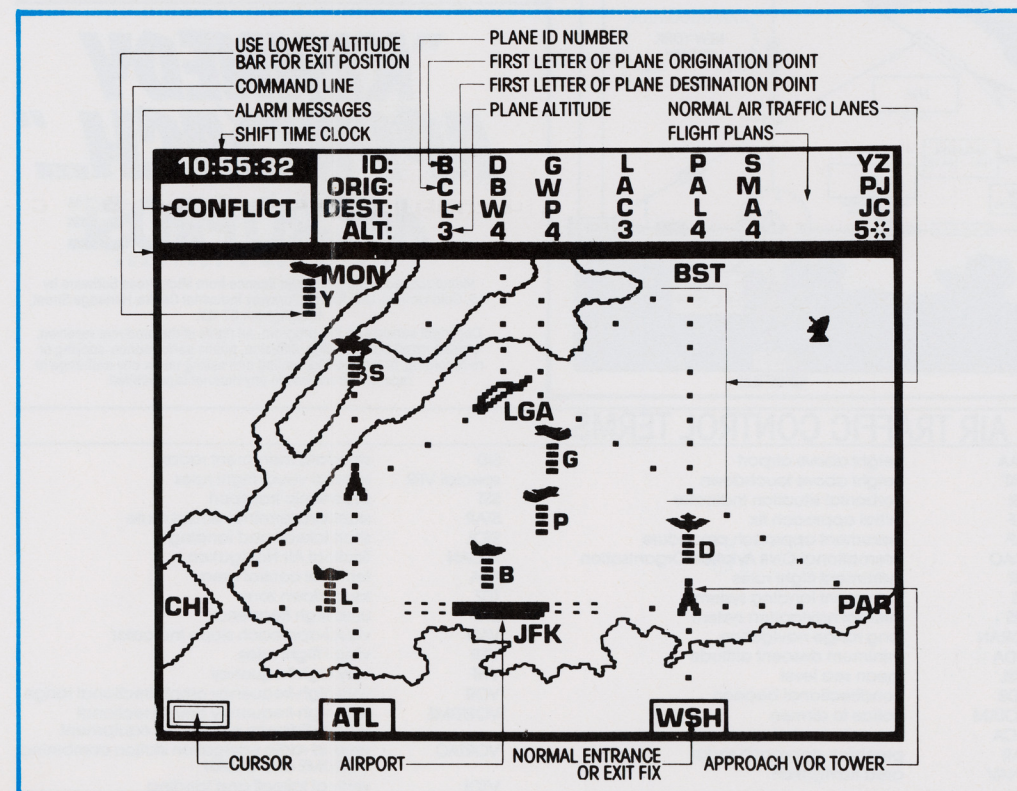 USE LOWEST ALTITUDE
BAR FOR EXIT POSITION
COMMAND LINE
ALARM MESSAGES
SHIFT TIME CLOCK
PLANE ID NUMBER
FIRST LETTER OF PLANE ORIGINATION POINT
FIRST LETTER OF PLANE DESTINATION POINT
PLANE ALTITUDE
NORMAL AIR TRAFFIC LANES
FLIGHT PLANS
10:55:32
CONFLICT
ID: B D G L P S YZ
ORIG: C B W A A M PJ
DEST: L W P C L A JC
ALT: 3 4 4 3 4 4 5※
MON
Y
BST
S
LGA
G
P
D
B
L
CHI
PAR
JFK
ATL
WSH
CURSOR
AIRPORT
NORMAL ENTRANCE
OR EXIT FIX
APPROACH VOR TOWER